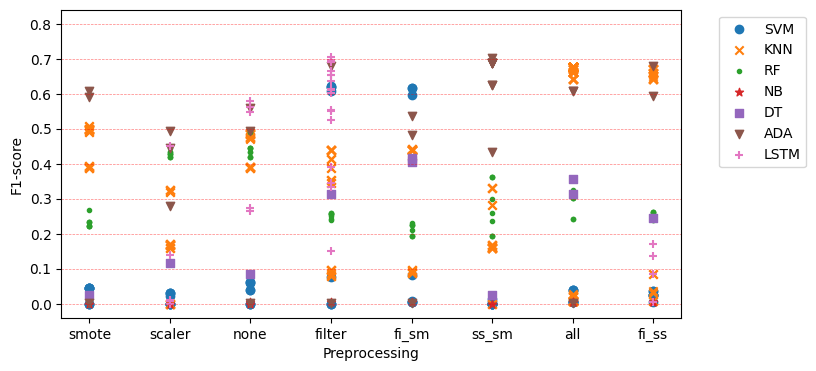 0.8
0.7
0.6
0.5
0.4
0.3
0.2
0.1
0.0
F1-score
smote scaler none filter fi_sm ss_sm all fi_ss
Preprocessing
SVM
KNN
RF
NB
DT
ADA
LSTM